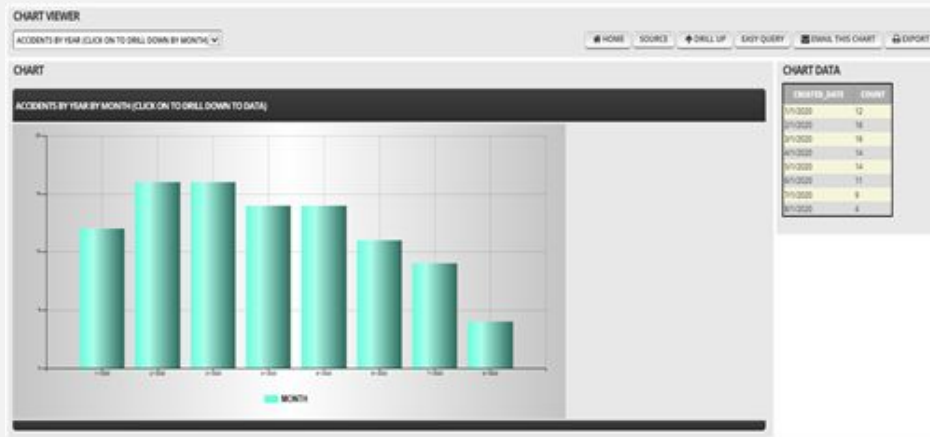 CHART VIEWER
ACCIDENTS BY YEAR (CLICK ON TO DRILL DOWN BY MONTH)
HOME SOURCE DRILL UP EASY QUERY EMAIL THIS CHART EXPORT
CHART
CHART DATA
ACCIDENTS BY YEAR BY MONTH (CLICK ON TO DRILL DOWN TO DATA)
CREATED_DATE COUNT
1/1/2020 12
2/1/2020 16
3/1/2020 16
4/1/2020 14
5/1/2020 14
6/1/2020 11
7/1/2020 9
8/1/2020 4
MONTH